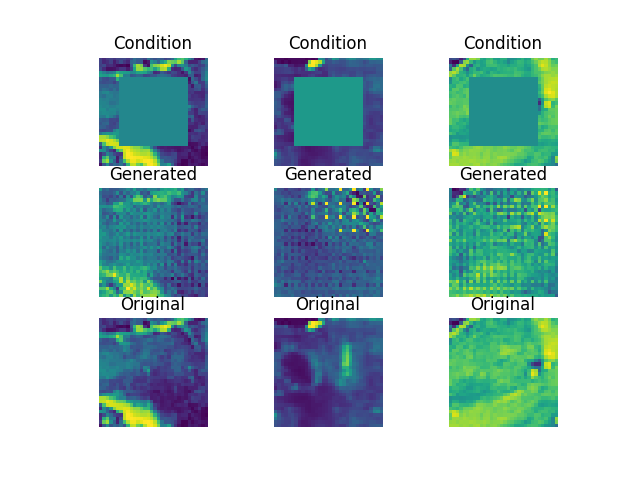 Condition Condition Condition
Generated Generated Generated
Original Original Original